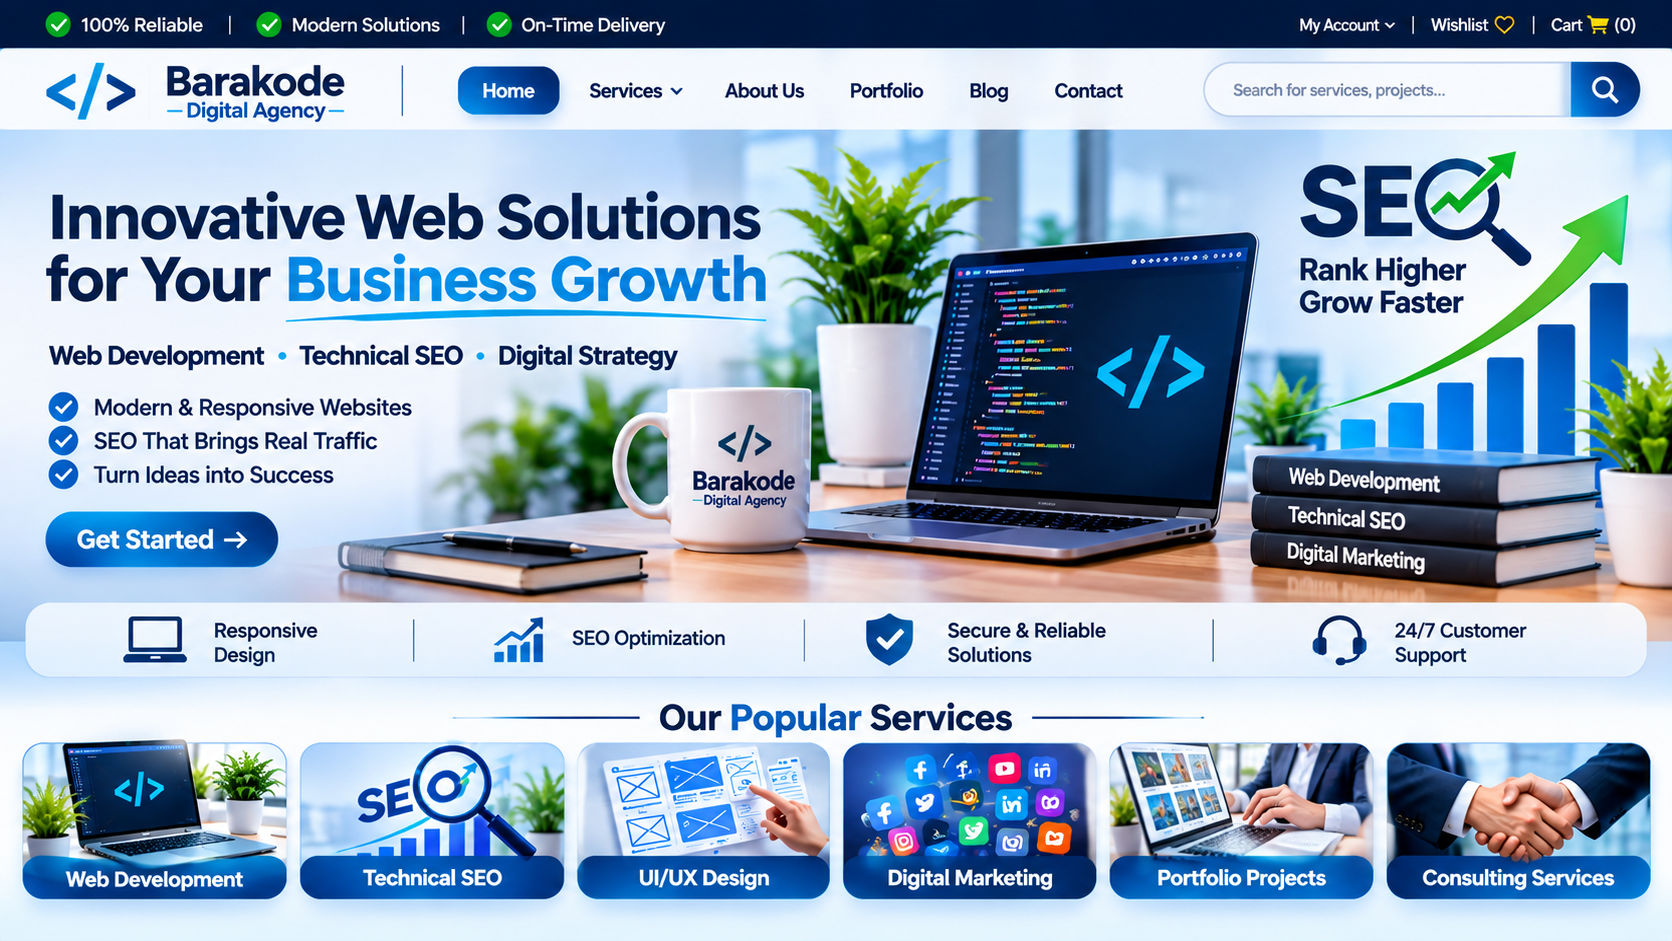 100% Reliable | Modern Solutions | On-Time Delivery
My Account | Wishlist | Cart (0)
</> Barakode
Digital Agency
Home Services About Us Portfolio Blog Contact
Search for services, projects...
Innovative Web Solutions
for Your Business Growth
Web Development • Technical SEO • Digital Strategy
Modern & Responsive Websites
SEO That Brings Real Traffic
Turn Ideas into Success
Get Started →
</>
Barakode
Digital Agency
</>
SEO
Rank Higher
Grow Faster
Web Development
Technical SEO
Digital Marketing
Responsive
Design
SEO Optimization
Secure & Reliable
Solutions
24/7 Customer
Support
Our Popular Services
</>
Web Development
SEO
Technical SEO
UI/UX Design
Digital Marketing
Portfolio Projects
Consulting Services